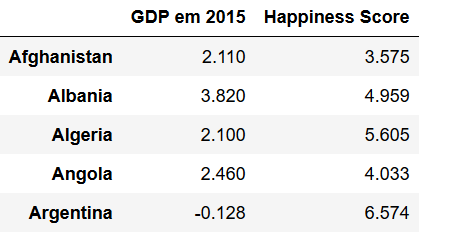 GDP em 2015 Happiness Score
Afghanistan 2.110 3.575
Albania 3.820 4.959
Algeria 2.100 5.605
Angola 2.460 4.033
Argentina -0.128 6.574